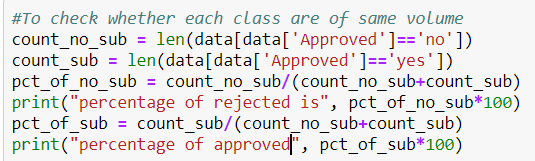 #To check whether each class are of same volume
count_no_sub = len(data[data['Approved']=='no'])
count_sub = len(data[data['Approved']=='yes'])
pct_of_no_sub = count_no_sub/(count_no_sub+count_sub)
print("percentage of rejected is", pct_of_no_sub*100)
pct_of_sub = count_sub/(count_no_sub+count_sub)
print("percentage of approved", pct_of_sub*100)